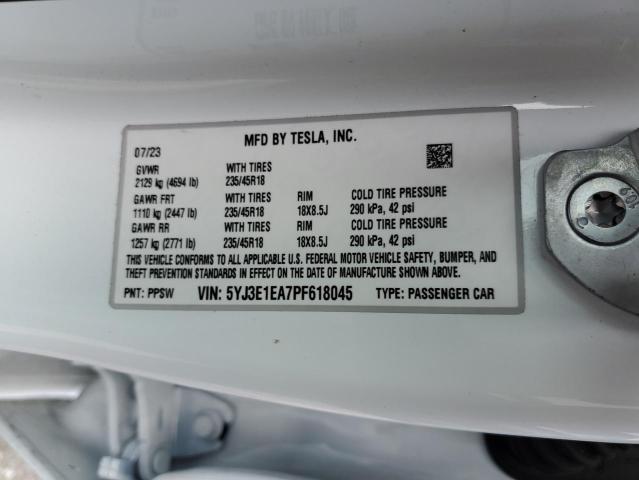 MFD BY TESLA, INC.
07/23
GVWR WITH TIRES
2129 kg (4694 lb) 235/45R18
GAWR FRT WITH TIRES RIM COLD TIRE PRESSURE
1110 kg (2447 lb) 235/45R18 18X8.5J 290 kPa, 42 psi
GAWR RR WITH TIRES RIM COLD TIRE PRESSURE
1257 kg (2771 lb) 235/45R18 18X8.5J 290 kPa, 42 psi
THIS VEHICLE CONFORMS TO ALL APPLICABLE U.S. FEDERAL MOTOR VEHICLE SAFETY, BUMPER, AND
THEFT PREVENTION STANDARDS IN EFFECT ON THE DATE OF MANUFACTURE SHOWN ABOVE.
PNT: PPSW VIN: 5YJ3E1EA7PF618045 TYPE: PASSENGER CAR
109